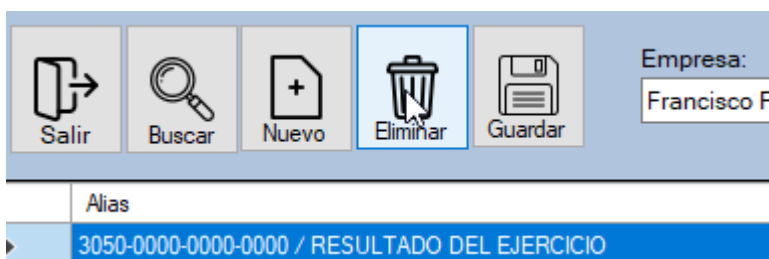 Salir
Buscar
Nuevo
Eliminar
Guardar
Empresa:
Francisco
Alias
3050-0000-0000-0000 / RESULTADO DEL EJERCICIO